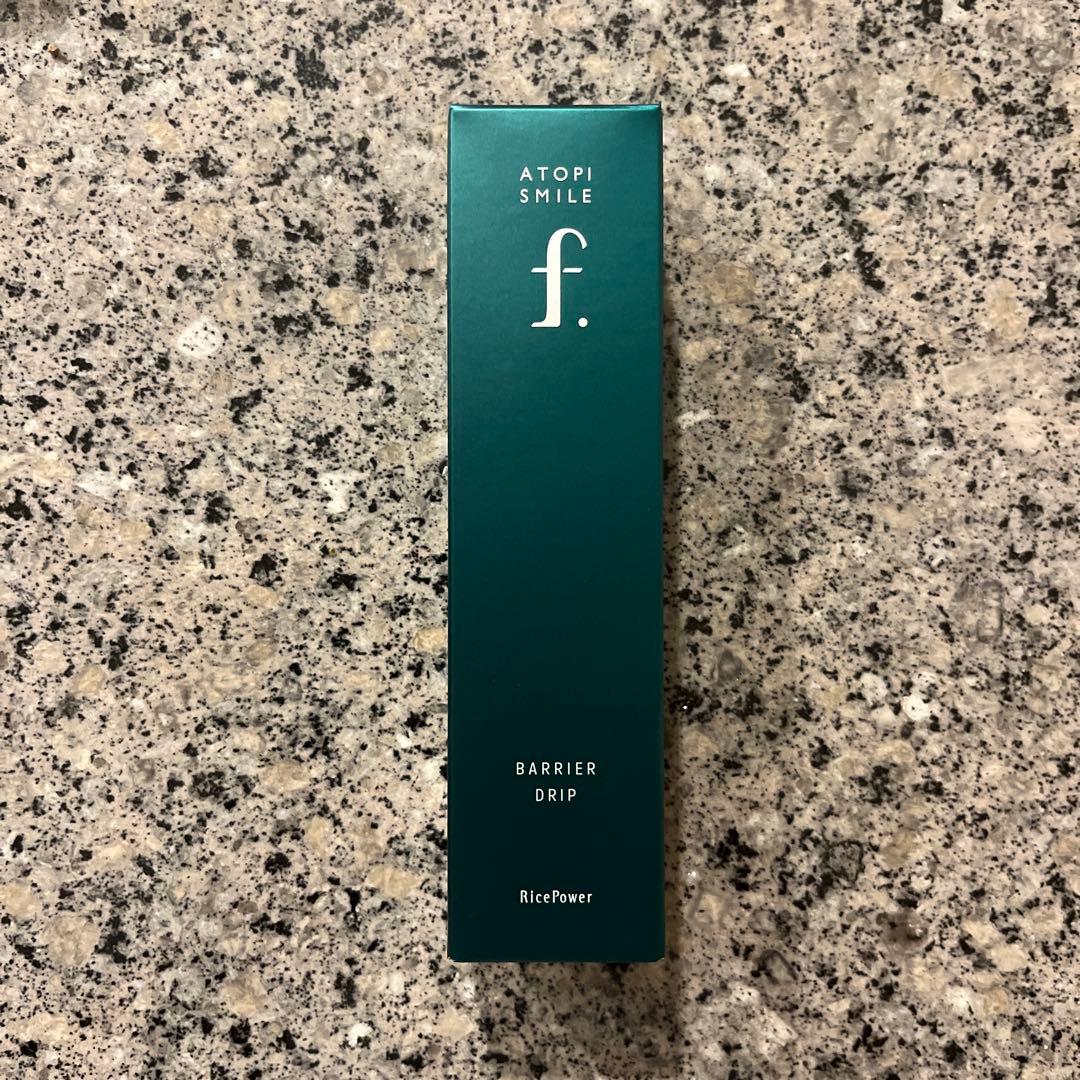 ATOPI
SMILE
f.
BARRIER
DRIP
RicePower